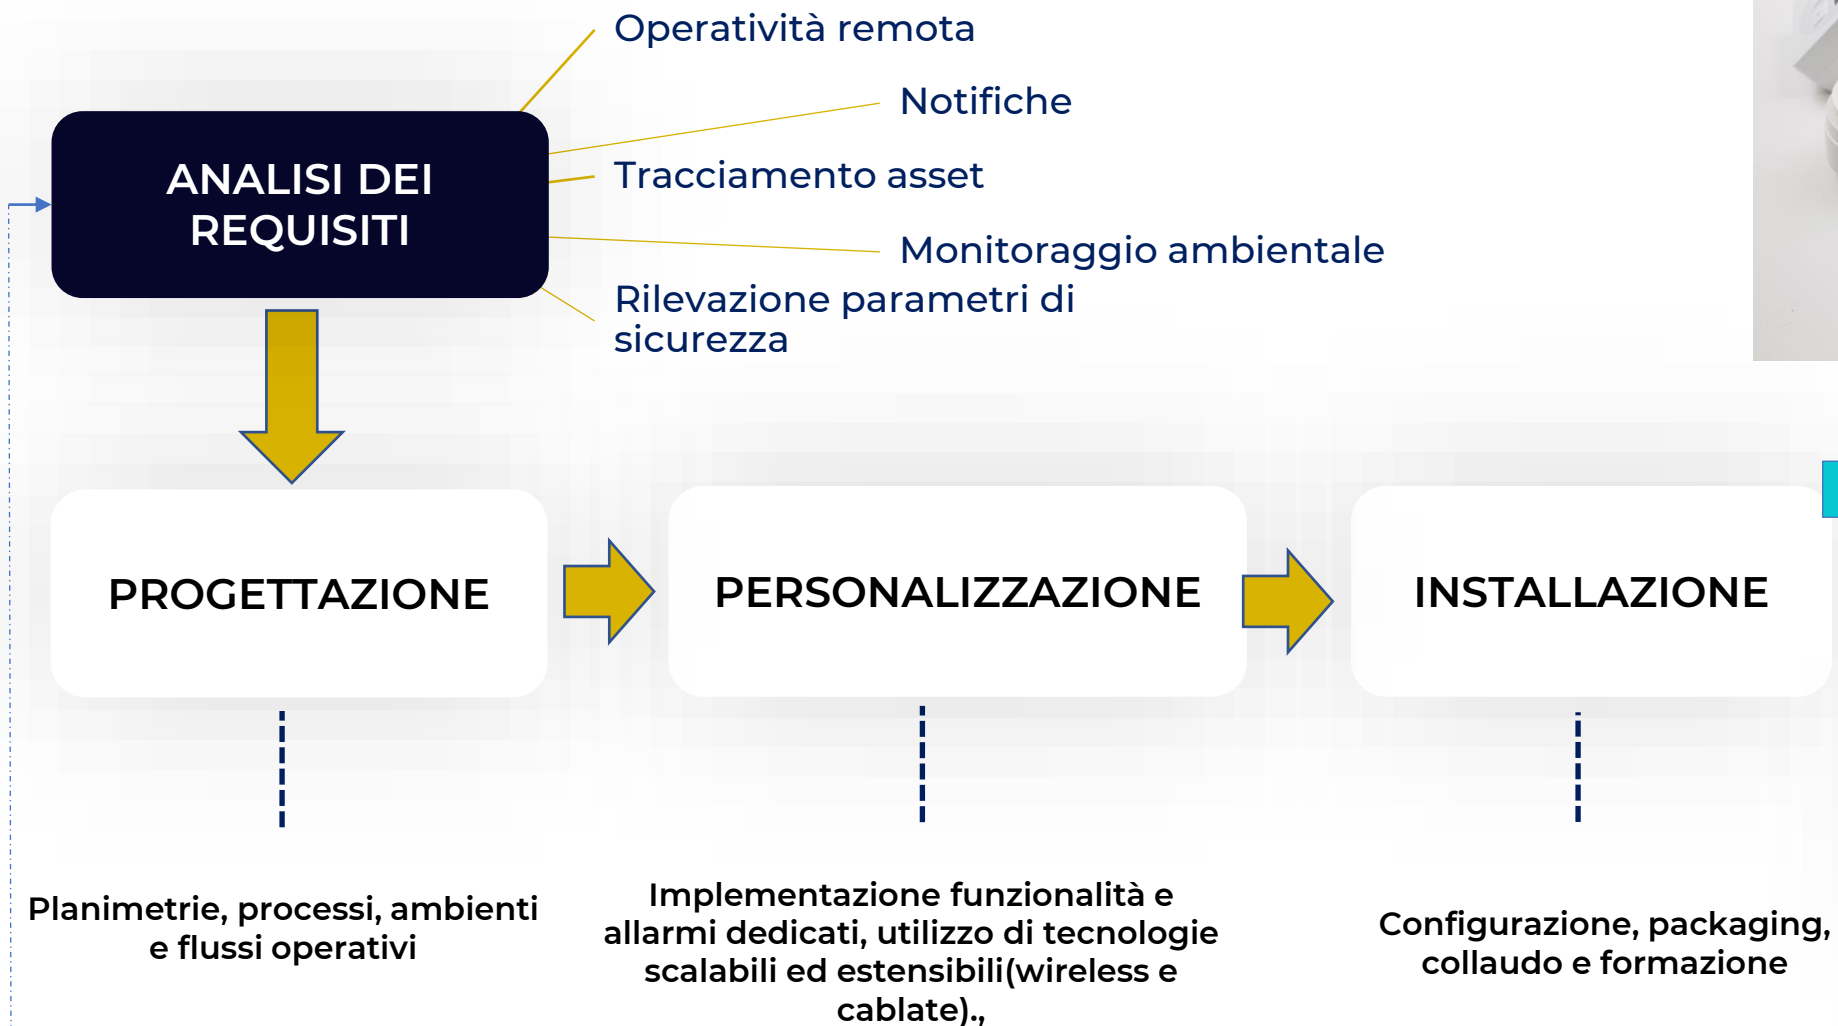 Operatività remota
Notifiche
ANALISI DEI
REQUISITI
Tracciamento asset
Monitoraggio ambientale
Rilevazione parametri di
sicurezza
PROGETTAZIONE
PERSONALIZZAZIONE
INSTALLAZIONE
Planimetrie, processi, ambienti
e flussi operativi
Implementazione funzionalità e
allarmi dedicati, utilizzo di tecnologie
scalabili ed estensibili(wireless e
cablate).,
Configurazione, packaging,
collaudo e formazione